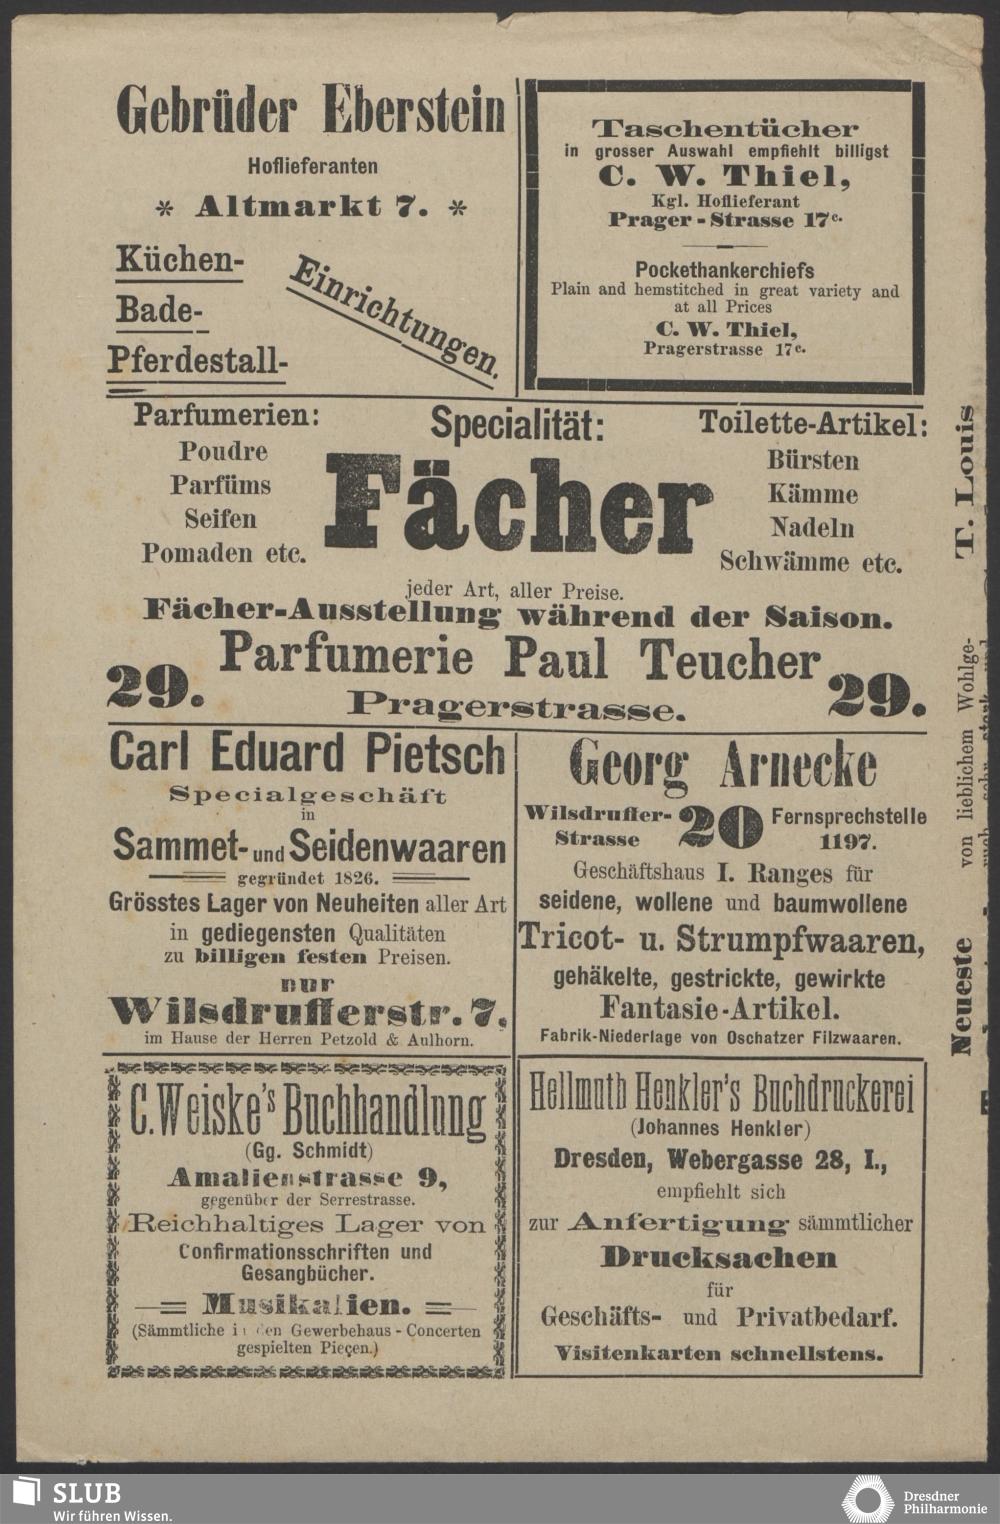 Gebrüder Eberstein
Hoflieferanten
* Altmarkt 7. *
Küchen-
Bade-
Pferdestall-
Einrichtungen.
Taschentücher
in grosser Auswahl empfiehlt billigst
C. W. Thiel,
Kgl. Hoflieferant
Prager-Strasse 17c.
Pockethankerchiefs
Plain and hemstitched in great variety and
at all Prices
C. W. Thiel,
Pragerstrasse 17c.
Parfumerien:
Poudre
Parfüms
Seifen
Pomaden etc.
Specialität:
Fächer
Toilette-Artikel:
Bürsten
Kämme
Nadeln
Schwämme etc.
jeder Art, aller Preise.
Fächer-Ausstellung während der Saison.
29. Parfumerie Paul Teucher 29.
Pragerstrasse.
Carl Eduard Pietsch
Specialgeschäft
in
Sammet- und Seidenwaaren
gegründet 1826.
Grösstes Lager von Neuheiten aller Art
in gediegensten Qualitäten
zu billigen festen Preisen.
nur
Wilsdrufferstr. 7,
im Hause der Herren Petzold & Aulhorn.
Georg Arnecke
Wilsdruffer-
Strasse
20
Fernsprechstelle
1197.
Geschäftshaus I. Ranges für
seidene, wollene und baumwollene
Tricot- u. Strumpfwaaren,
gehäkelte, gestrickte, gewirkte
Fantasie-Artikel.
Fabrik-Niederlage von Oschatzer Filzwaaren.
C. Weiske's Buchhandlung
(Gg. Schmidt)
Amalienstrasse 9,
gegenüber der Serrestrasse.
Reichhaltiges Lager von
Confirmationsschriften und
Gesangbücher.
Musikalien.
(Sämmtliche in den Gewerbehaus-Concerten
gespielten Pieçen.)
Hellmuth Henkler's Buchdruckerei
(Johannes Henkler)
Dresden, Webergasse 28, I.,
empfiehlt sich
zur Anfertigung sämmtlicher
Drucksachen
für
Geschäfts- und Privatbedarf.
Visitenkarten schnellstens.
T. Louis
von lieblichem Wohlge-
Neueste
SLUB
Wir führen Wissen.
Dresdner
Philharmonie